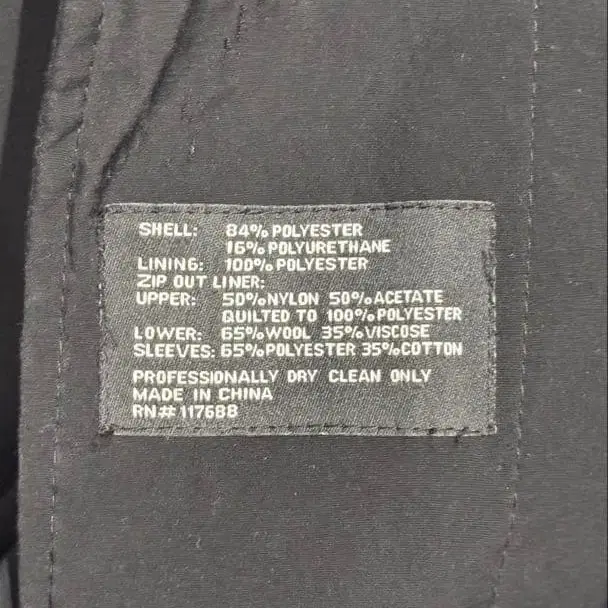 SHELL: 84% POLYESTER
16% POLYURETHANE
LINING: 100% POLYESTER
ZIP OUT LINER:
UPPER: 50% NYLON 50% ACETATE
QUILTED TO 100% POLYESTER
LOWER: 65% WOOL 35% VISCOSE
SLEEVES: 65% POLYESTER 35% COTTON
PROFESSIONALLY DRY CLEAN ONLY
MADE IN CHINA
RN# 117688